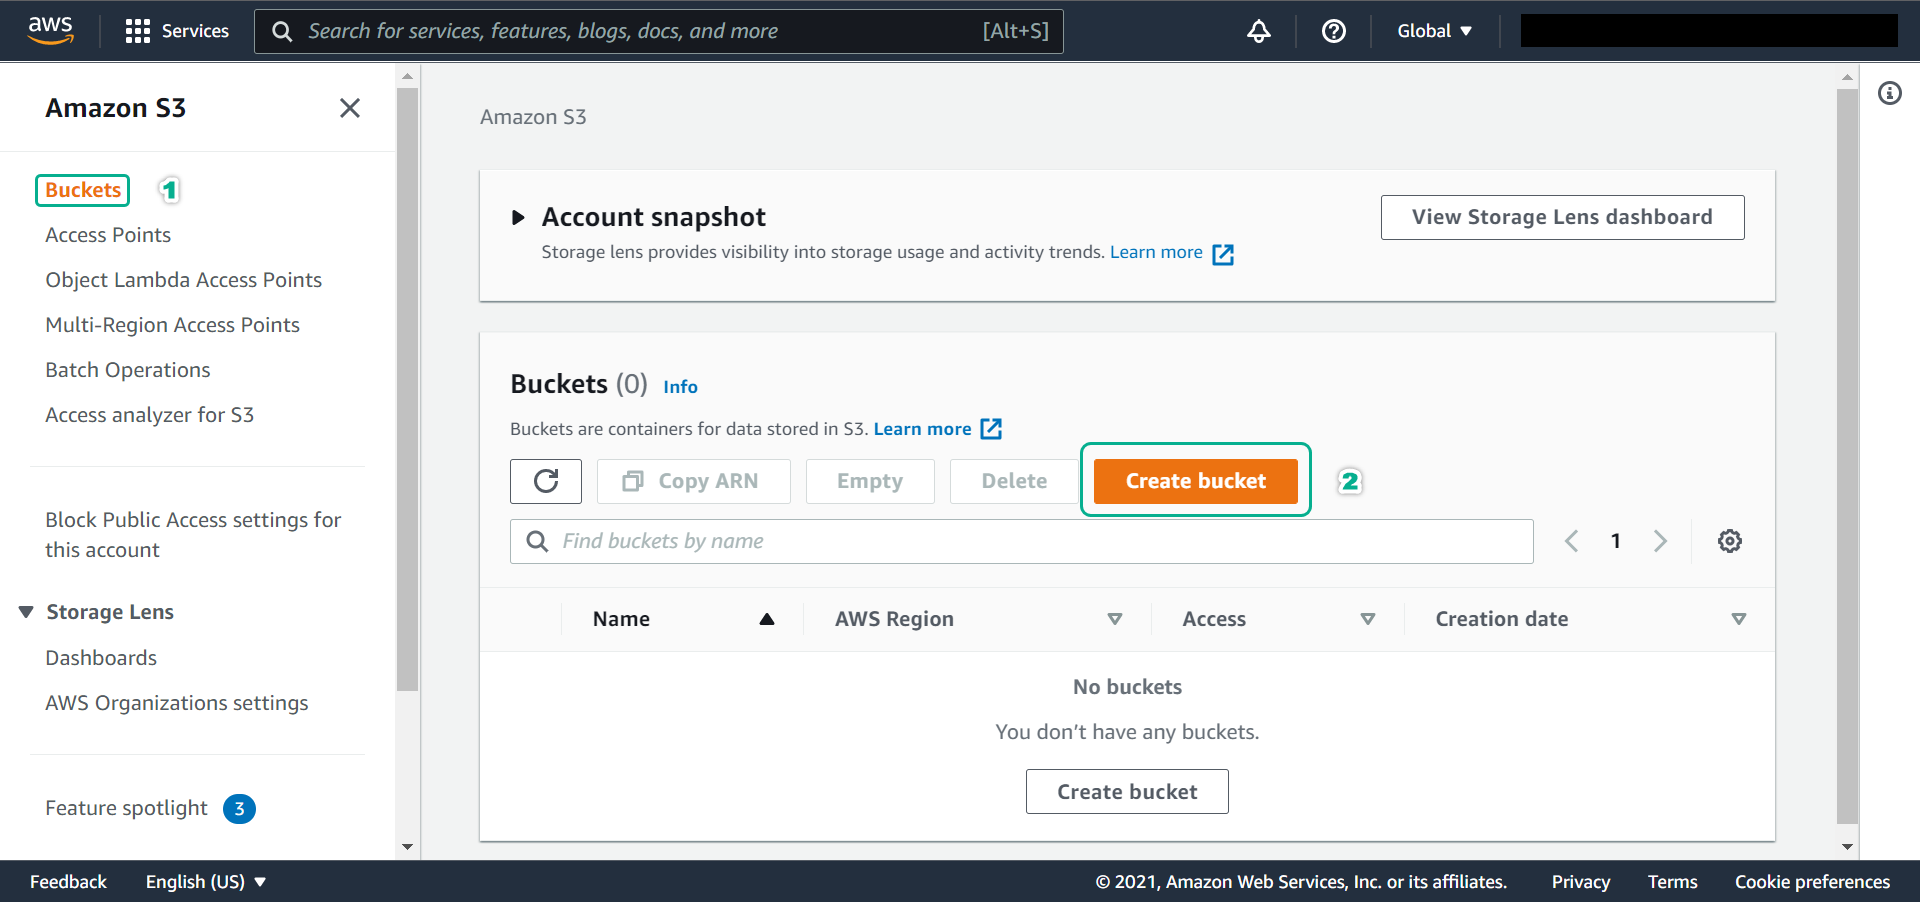 aws
Services
Search for services, features, blogs, docs, and more [Alt+S]
Global
Amazon S3
Buckets 1
Access Points
Object Lambda Access Points
Multi-Region Access Points
Batch Operations
Access analyzer for S3
Block Public Access settings for
this account
Storage Lens
Dashboards
AWS Organizations settings
Feature spotlight 3
Amazon S3
Account snapshot
Storage lens provides visibility into storage usage and activity trends. Learn more
View Storage Lens dashboard
Buckets (0) Info
Buckets are containers for data stored in S3. Learn more
Copy ARN Empty Delete Create bucket 2
Find buckets by name 1
Name AWS Region Access Creation date
No buckets
You don’t have any buckets.
Create bucket
Feedback English (US) © 2021, Amazon Web Services, Inc. or its affiliates. Privacy Terms Cookie preferences